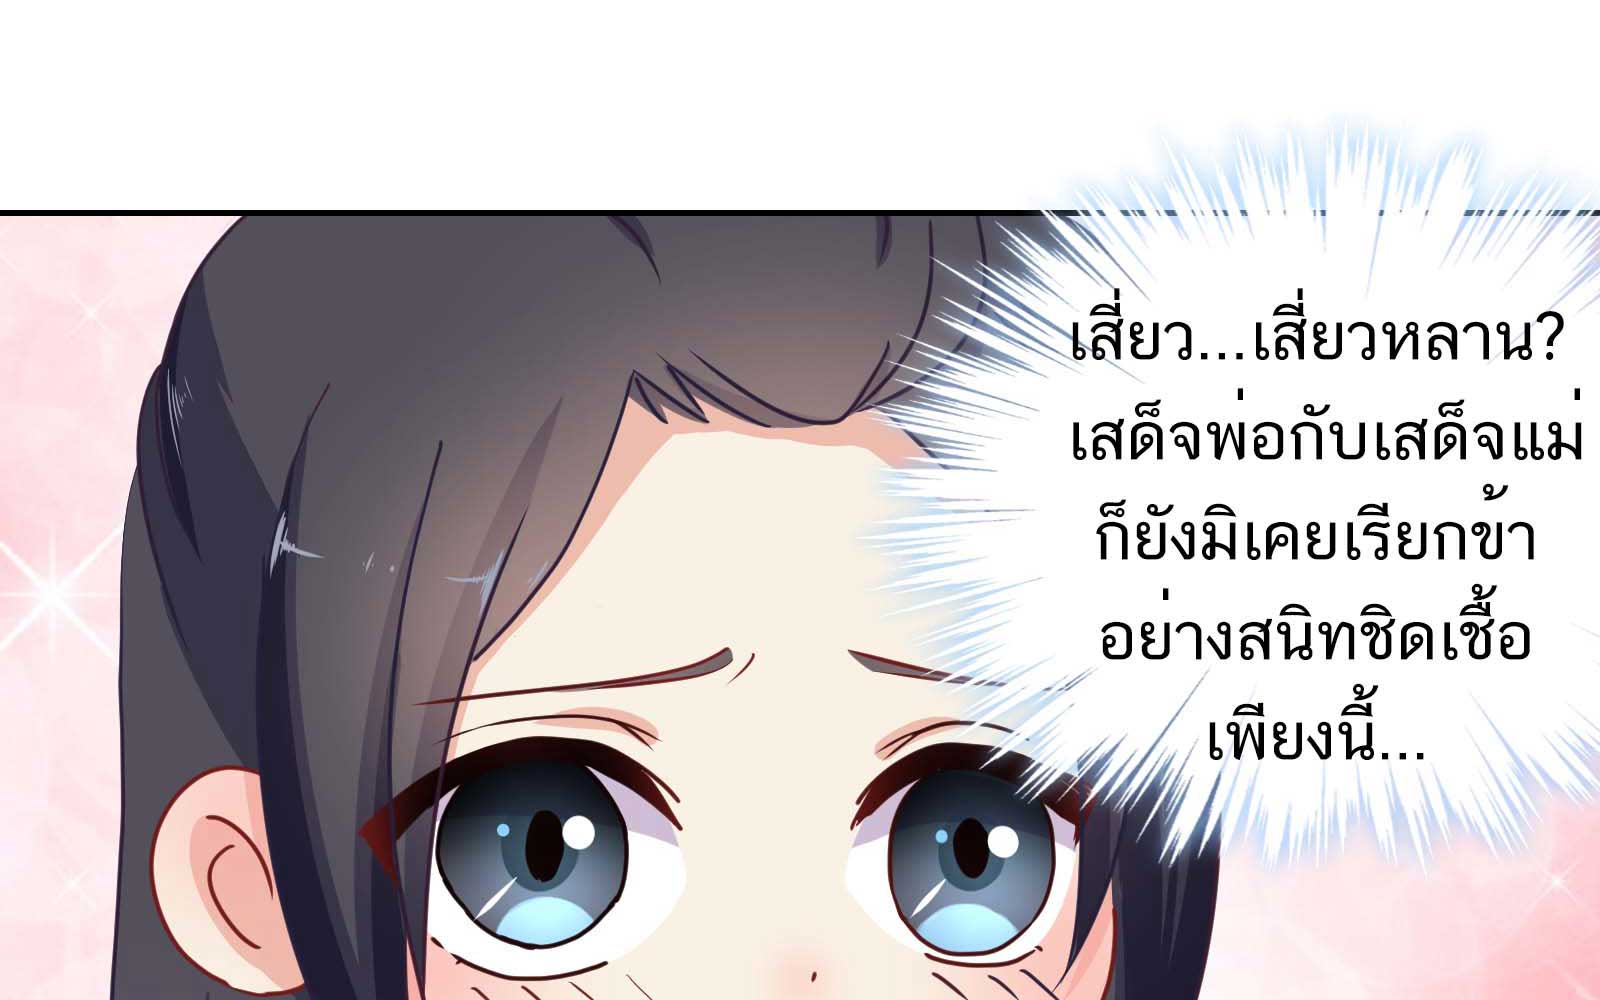 เสี่ยว...เสี่ยวหลาน?
เสด็จพ่อกับเสด็จแม่
ก็ยังมิเคยเรียกข้า
อย่างสนิทชิดเชื้อ
เพียงนี้...